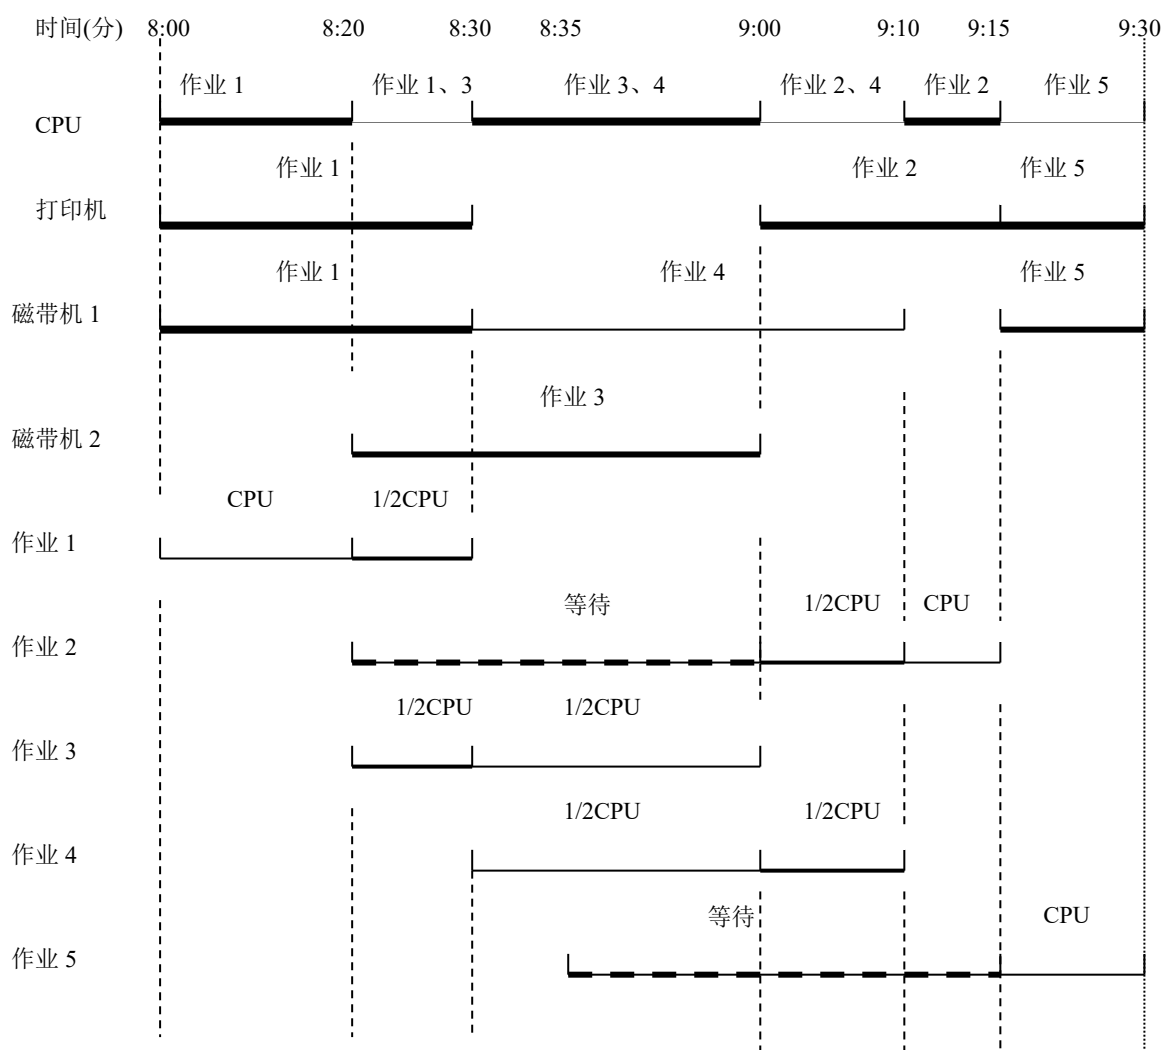 时间(分) 8:00 8:20 8:30 8:35 9:00 9:10 9:15 9:30
作业 1 作业 1、3 作业 3、4 作业 2、4 作业 2 作业 5
CPU
作业 1 作业 2 作业 5
打印机
作业 1 作业 4 作业 5
磁带机 1
作业 3
磁带机 2
CPU 1/2CPU
作业 1
等待 1/2CPU CPU
作业 2
1/2CPU 1/2CPU
作业 3
1/2CPU 1/2CPU
作业 4
等待 CPU
作业 5